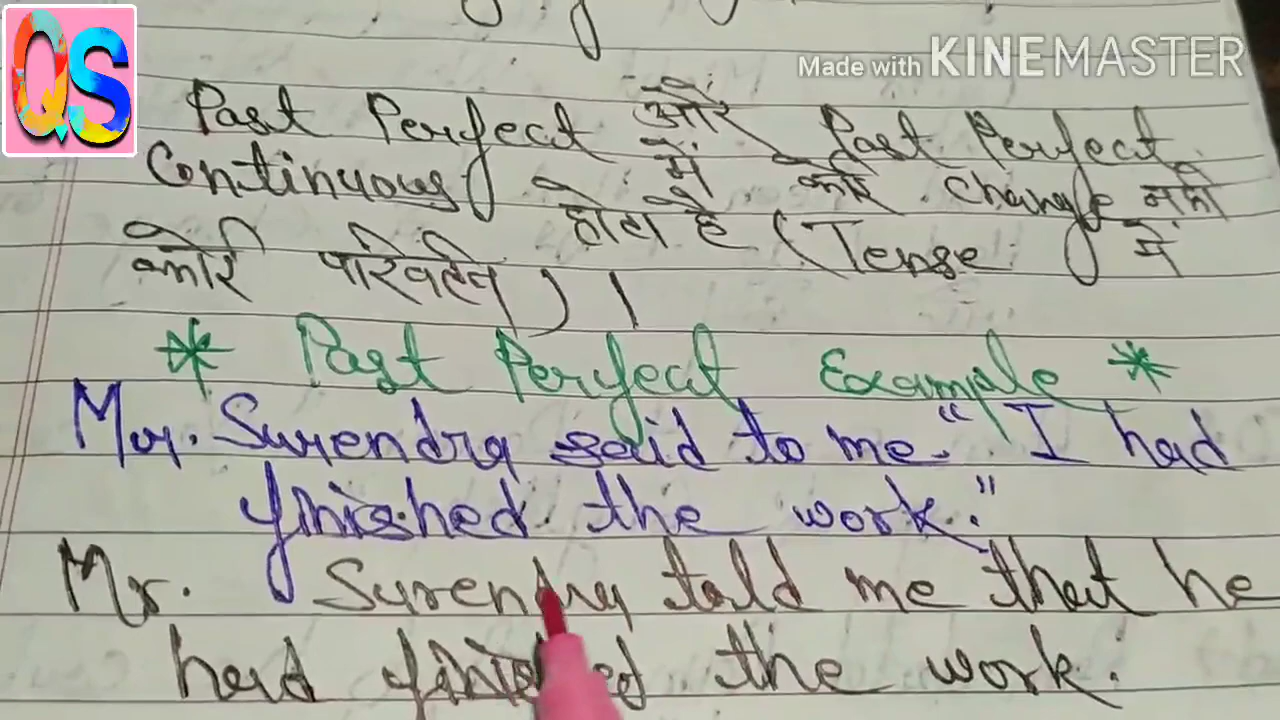 QS
Made with KINEMASTER
Past Perfect और Past Perfect
Continuous में कोई change नही
होता है (Tense में
कोई परिवर्तन) ।
* Past Perfect Example *
Mr. Surendra said to me "I had
finished the work."
Mr. Surendra told me that he
had finished the work.